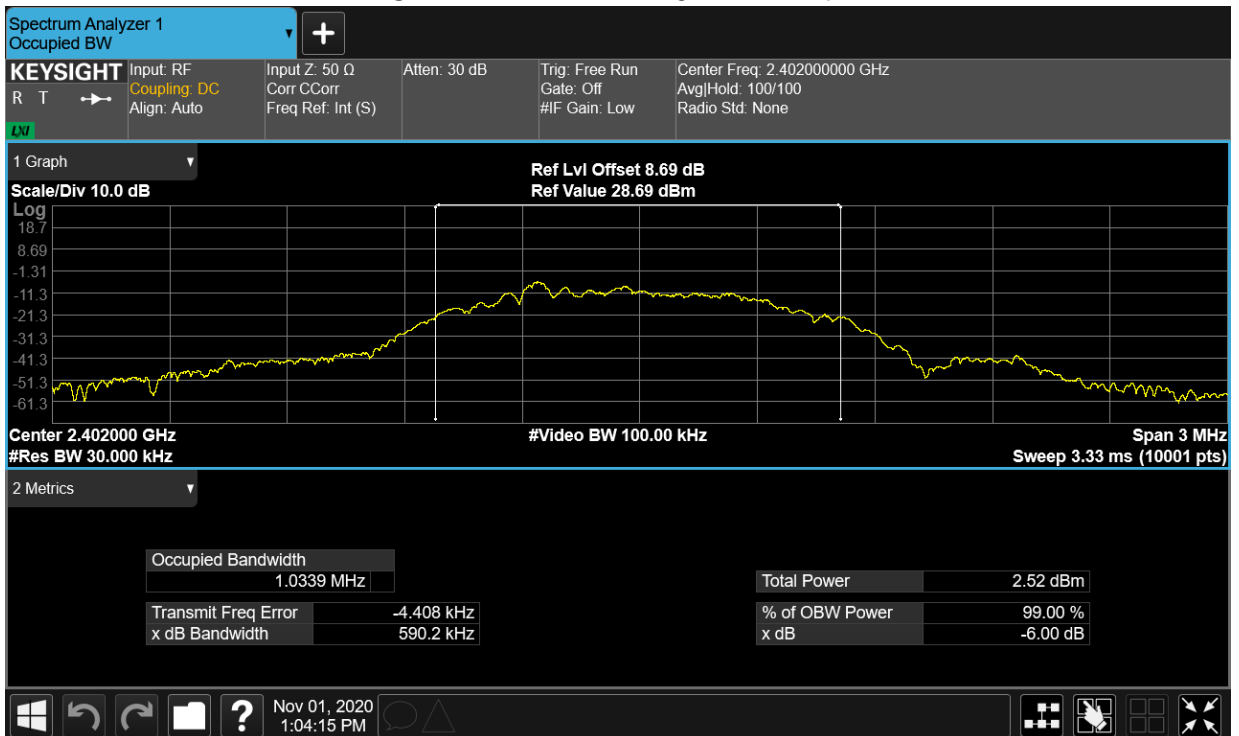 Spectrum Analyzer 1
Occupied BW
+
KEYSIGHT
R T
LXI
Input: RF
Coupling: DC
Align: Auto
Input Z: 50 Ω
Corr CCorr
Freq Ref: Int (S)
Atten: 30 dB
Trig: Free Run
Gate: Off
#IF Gain: Low
Center Freq: 2.402000000 GHz
Avg|Hold: 100/100
Radio Std: None
1 Graph
Scale/Div 10.0 dB
Ref Lvl Offset 8.69 dB
Ref Value 28.69 dBm
Log
18.7
8.69
-1.31
-11.3
-21.3
-31.3
-41.3
-51.3
-61.3
Center 2.402000 GHz
#Res BW 30.000 kHz
#Video BW 100.00 kHz
Span 3 MHz
Sweep 3.33 ms (10001 pts)
2 Metrics
Occupied Bandwidth
1.0339 MHz
Transmit Freq Error -4.408 kHz
x dB Bandwidth 590.2 kHz
Total Power 2.52 dBm
% of OBW Power 99.00 %
x dB -6.00 dB
?
Nov 01, 2020
1:04:15 PM